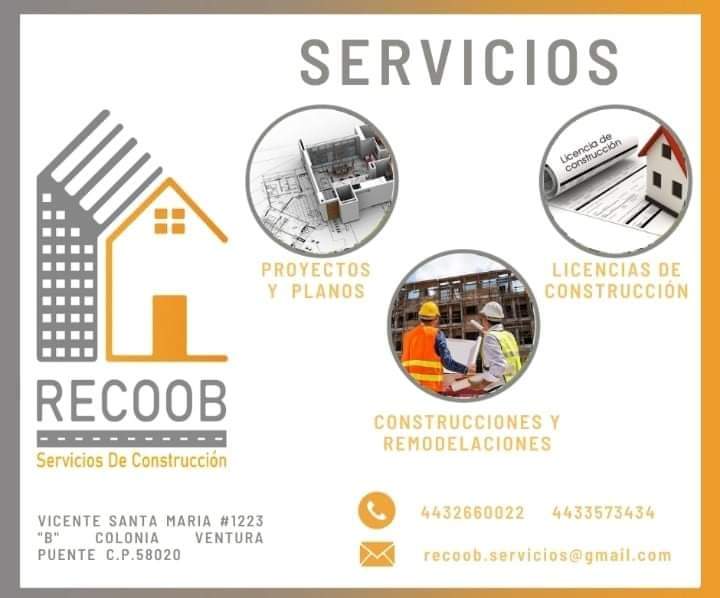 SERVICIOS
Licencia de
construcción
PROYECTOS
Y PLANOS
LICENCIAS DE
CONSTRUCCIÓN
CONSTRUCCIONES Y
REMODELACIONES
RECOOB
Servicios De Construcción
VICENTE SANTA MARIA #1223
"B" COLONIA VENTURA
PUENTE C.P.58020
4432660022 4433573434
recoob.servicios@gmail.com